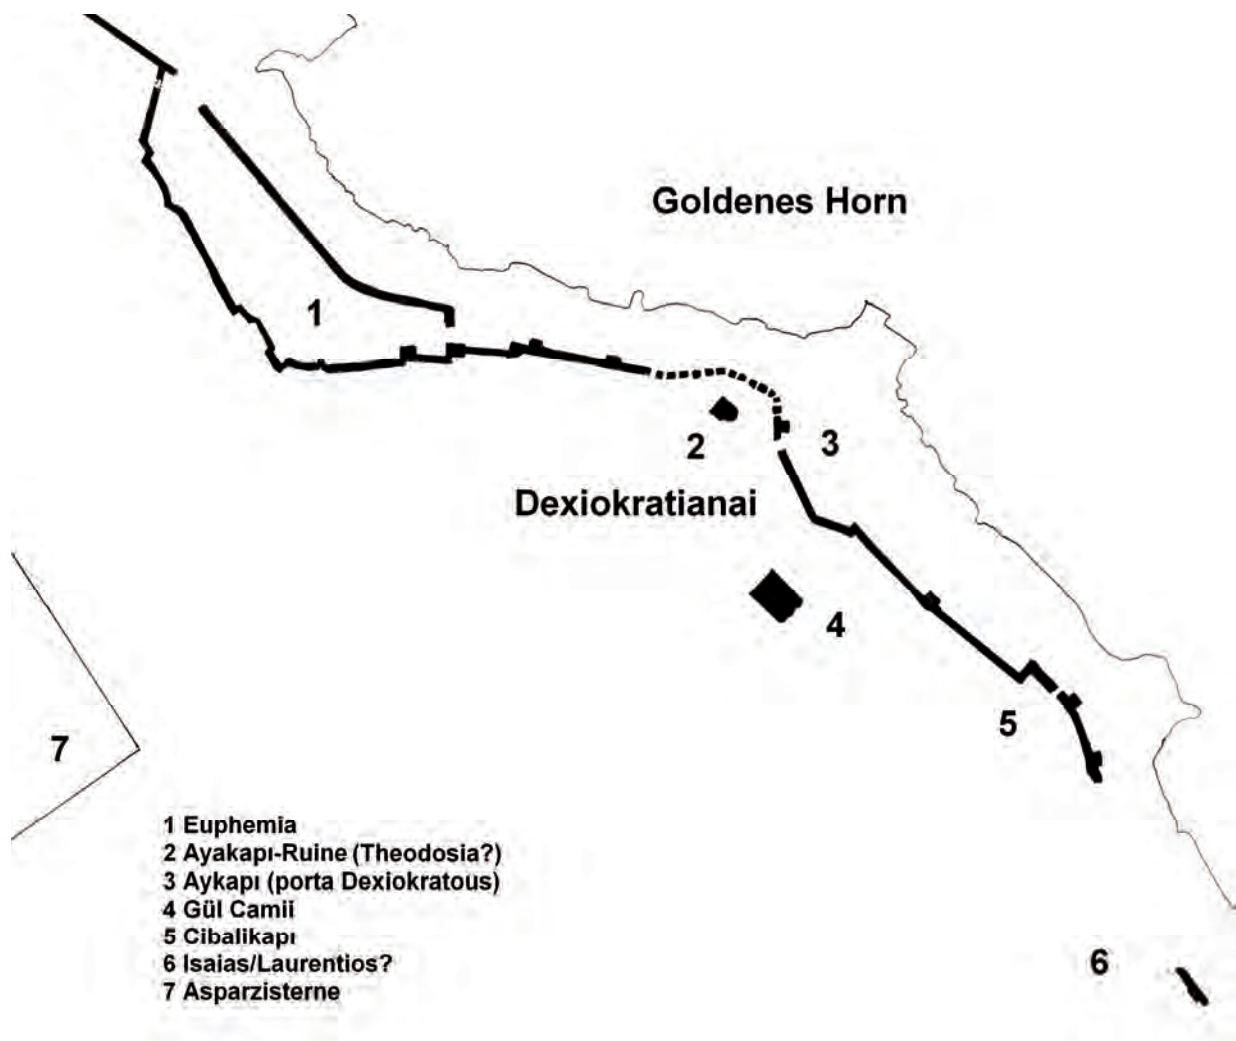 Goldenes Horn
1
2
3
Dexiokratianai
4
5
7
6
1 Euphemia
2 Ayakapı-Ruine (Theodosia?)
3 Aykapı (porta Dexiokratous)
4 Gül Camii
5 Cibalikapı
6 Isaias/Laurentios?
7 Asparzisterne